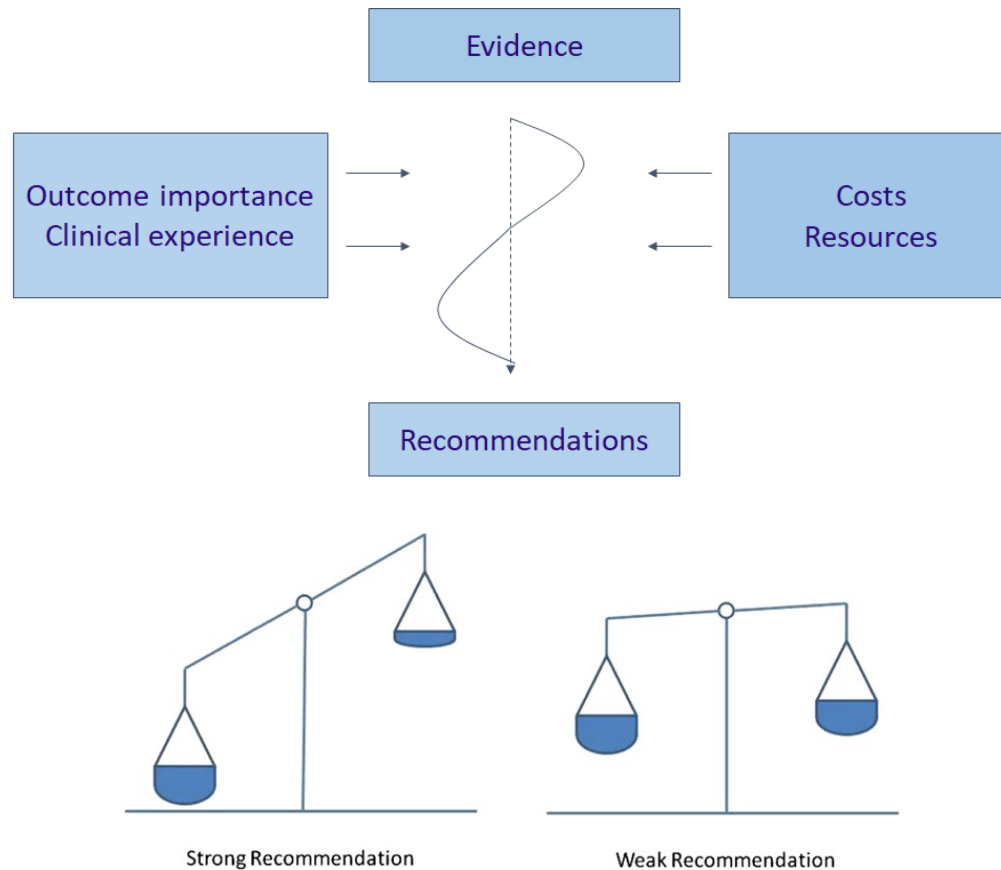 Evidence
Outcome importance
Clinical experience
Costs
Resources
Recommendations
Strong Recommendation
Weak Recommendation